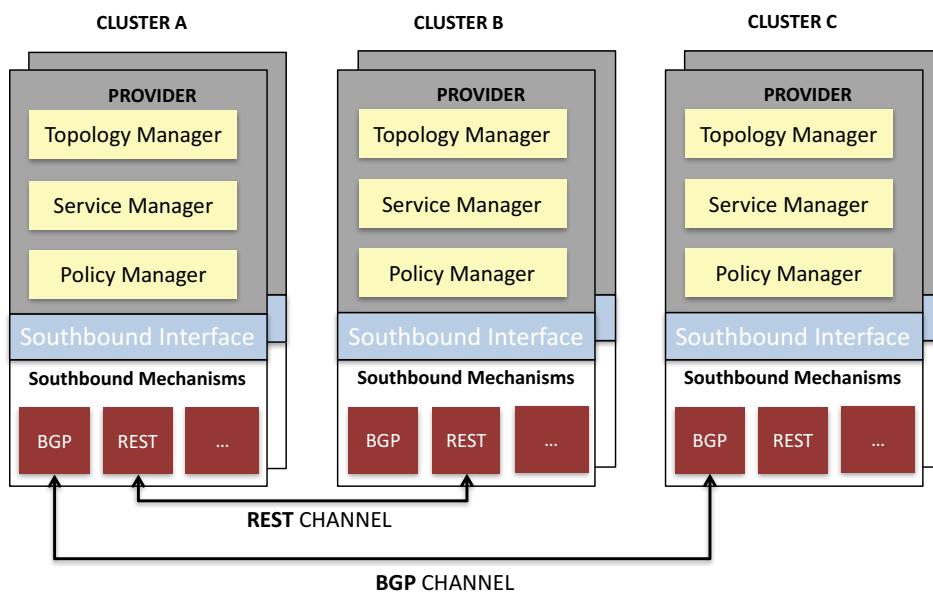 CLUSTER A
CLUSTER B
CLUSTER C
PROVIDER
Topology Manager
Service Manager
Policy Manager
Southbound Interface
Southbound Mechanisms
BGP
REST
...
PROVIDER
Topology Manager
Service Manager
Policy Manager
Southbound Interface
Southbound Mechanisms
BGP
REST
...
PROVIDER
Topology Manager
Service Manager
Policy Manager
Southbound Interface
Southbound Mechanisms
BGP
REST
...
REST CHANNEL
BGP CHANNEL